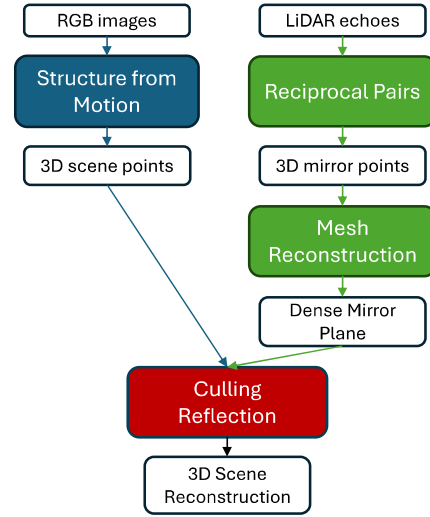 RGB images
LiDAR echoes
Structure from
Motion
Reciprocal Pairs
3D scene points
3D mirror points
Mesh
Reconstruction
Dense Mirror
Plane
Culling
Reflection
3D Scene
Reconstruction